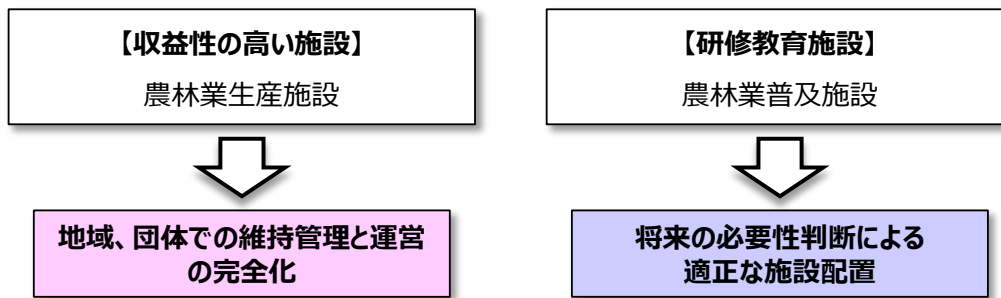 【収益性の高い施設】
農林業生産施設
地域、団体での維持管理と運営
の完全化
【研修教育施設】
農林業普及施設
将来の必要性判断による
適正な施設配置